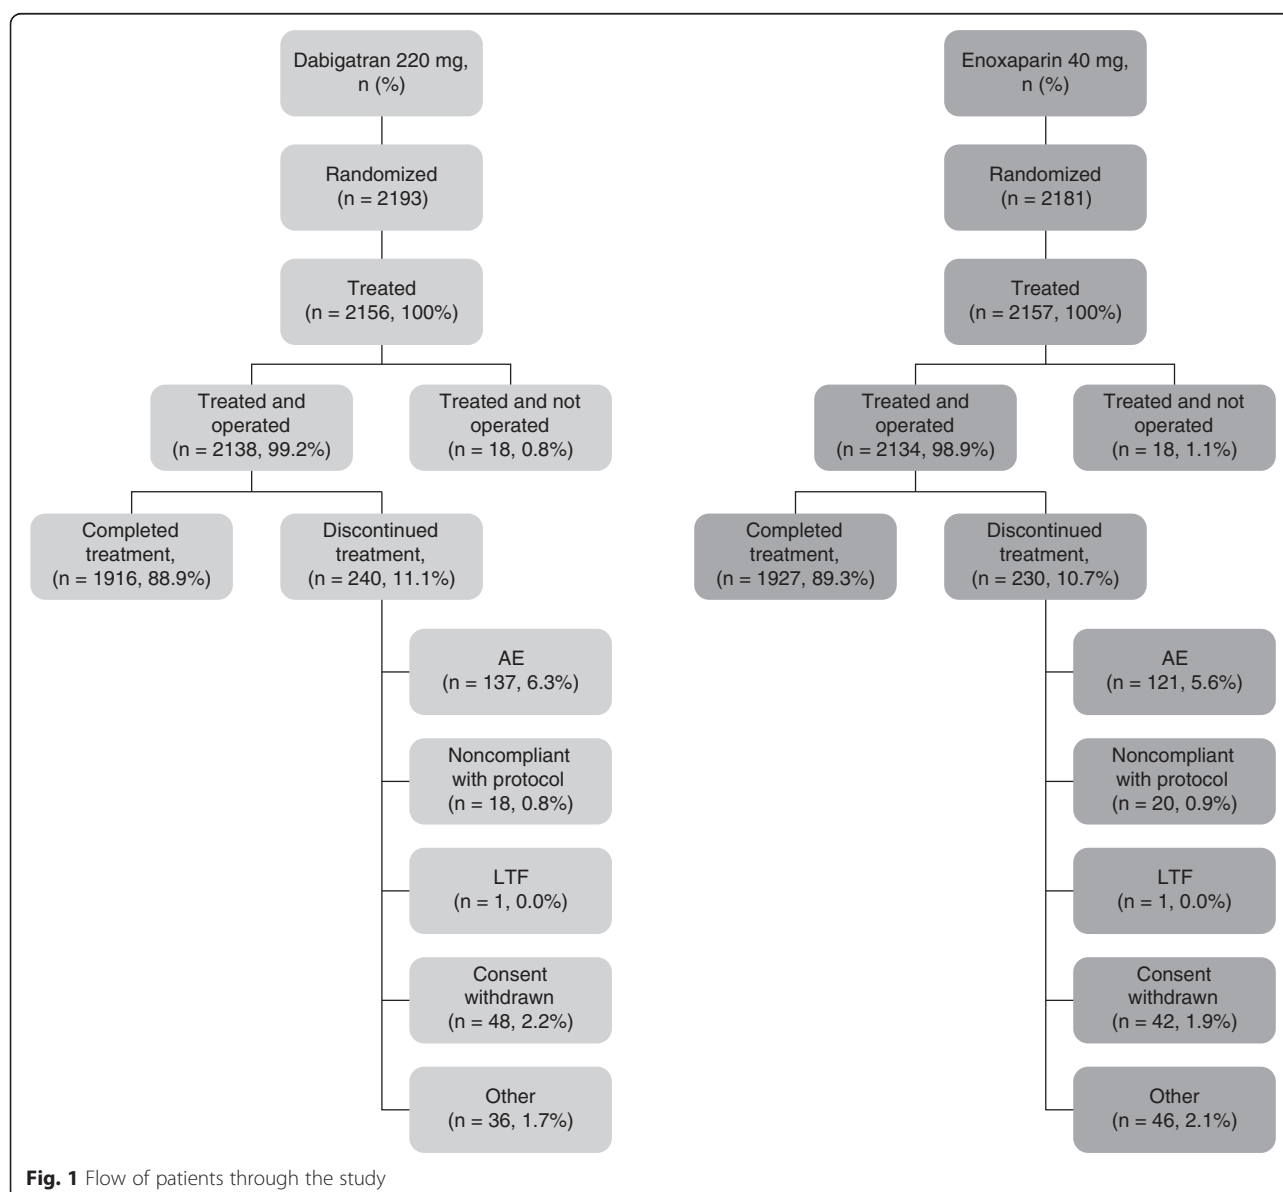 Dabigatran 220 mg,
n (%)
Randomized
(n = 2193)
Treated
(n = 2156, 100%)
Treated and
operated
(n = 2138, 99.2%)
Treated and not
operated
(n = 18, 0.8%)
Completed
treatment,
(n = 1916, 88.9%)
Discontinued
treatment,
(n = 240, 11.1%)
AE
(n = 137, 6.3%)
Noncompliant
with protocol
(n = 18, 0.8%)
LTF
(n = 1, 0.0%)
Consent
withdrawn
(n = 48, 2.2%)
Other
(n = 36, 1.7%)
Enoxaparin 40 mg,
n (%)
Randomized
(n = 2181)
Treated
(n = 2157, 100%)
Treated and
operated
(n = 2134, 98.9%)
Treated and not
operated
(n = 18, 1.1%)
Completed
treatment,
(n = 1927, 89.3%)
Discontinued
treatment,
(n = 230, 10.7%)
AE
(n = 121, 5.6%)
Noncompliant
with protocol
(n = 20, 0.9%)
LTF
(n = 1, 0.0%)
Consent
withdrawn
(n = 42, 1.9%)
Other
(n = 46, 2.1%)
Fig. 1 Flow of patients through the study